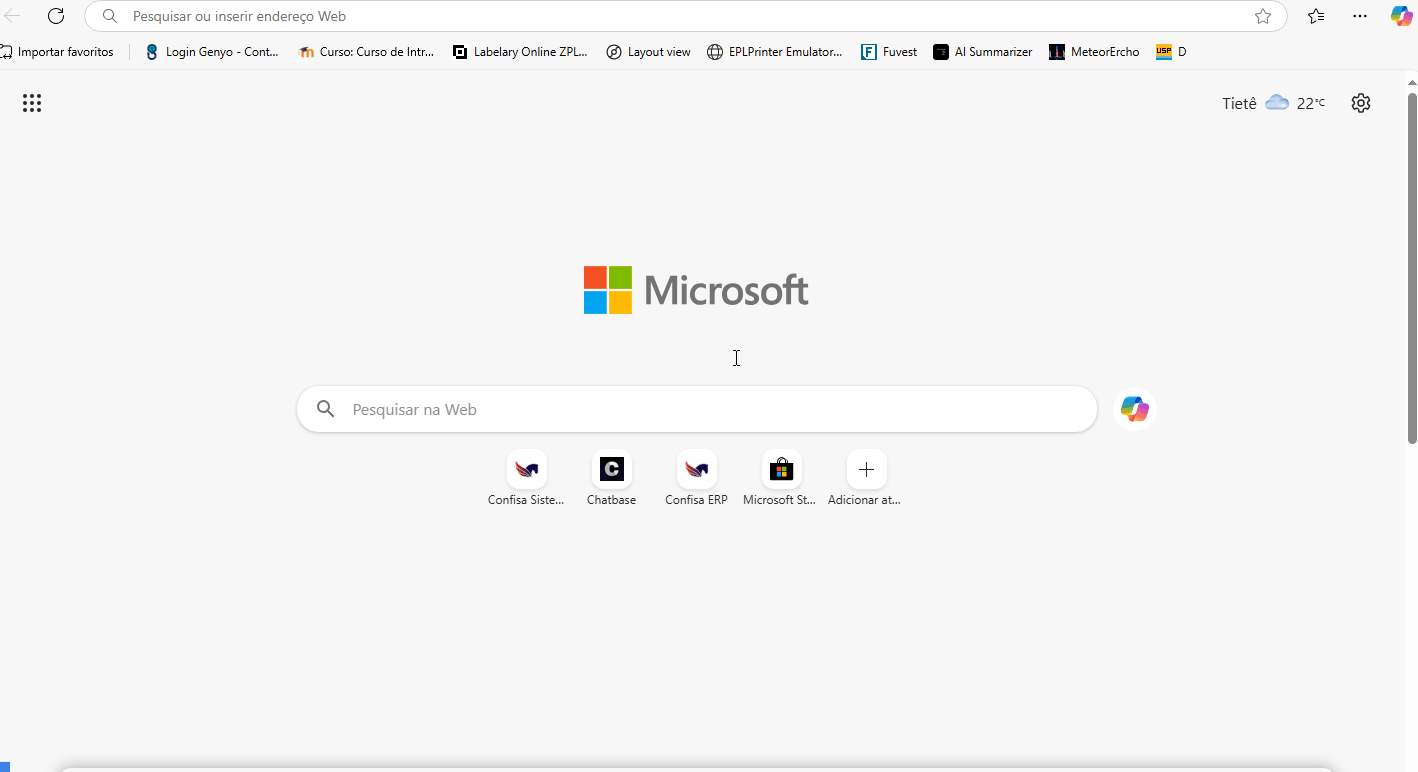 Pesquisar ou inserir endereço Web
Importar favoritos Login Genyo - Cont... Curso: Curso de Intr... Labelary Online ZPL... Layout view EPLPrinter Emulator... Fuvest AI Summarizer MeteorErcho USP D
Tietê 22°C
Microsoft
Pesquisar na Web
Confisa Siste... Chatbase Confisa ERP Microsoft St... Adicionar at...